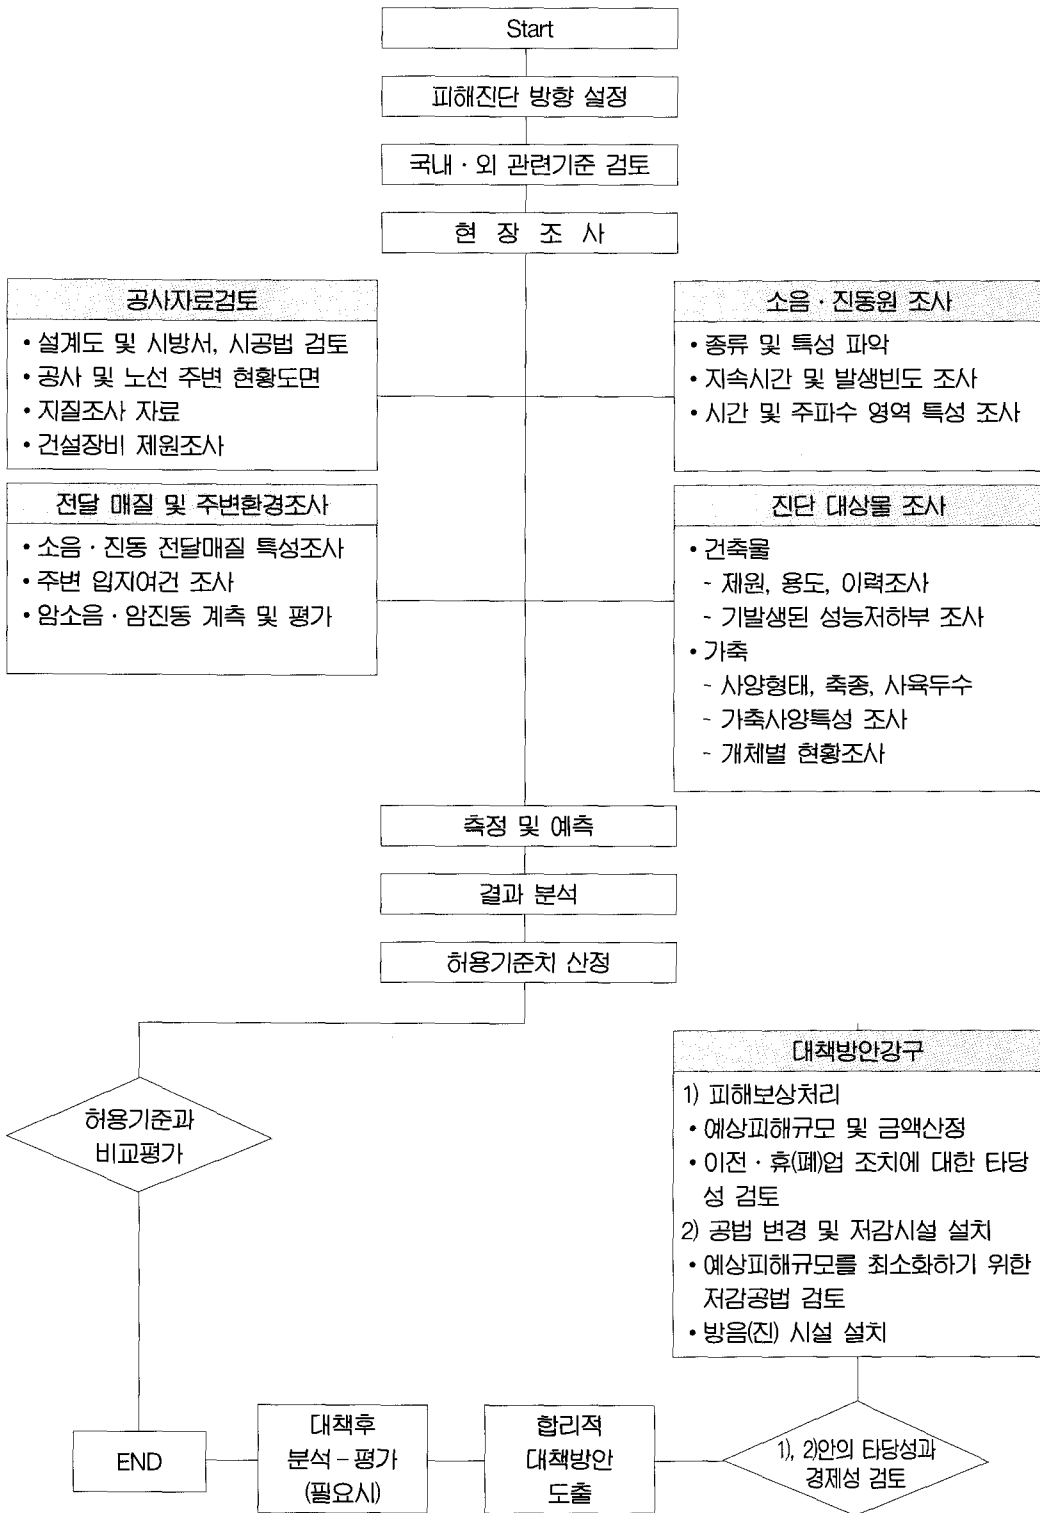 Start
피해진단 방향 설정
국내 · 외 관련기준 검토
현 장 조 사
공사자료검토
• 설계도 및 시방서, 시공법 검토
• 공사 및 노선 주변 현황도면
• 지질조사 자료
• 건설장비 제원조사
소음 · 진동원 조사
• 종류 및 특성 파악
• 지속시간 및 발생빈도 조사
• 시간 및 주파수 영역 특성 조사
전달 매질 및 주변환경조사
• 소음 · 진동 전달매질 특성조사
• 주변 입지여건 조사
• 암소음 · 암진동 계측 및 평가
진단 대상물 조사
• 건축물
- 제원, 용도, 이력조사
- 기발생된 성능저하부 조사
• 가축
- 사양형태, 축종, 사육두수
- 가축사양특성 조사
- 개체별 현황조사
측정 및 예측
결과 분석
허용기준치 산정
허용기준과
비교평가
대책방안강구
1) 피해보상처리
• 예상피해규모 및 금액산정
• 이전 · 휴(폐)업 조치에 대한 타당
성 검토
2) 공법 변경 및 저감시설 설치
• 예상피해규모를 최소화하기 위한
저감공법 검토
• 방음(진) 시설 설치
1), 2)안의 타당성과
경제성 검토
합리적
대책방안
도출
대책후
분석 – 평가
(필요시)
END